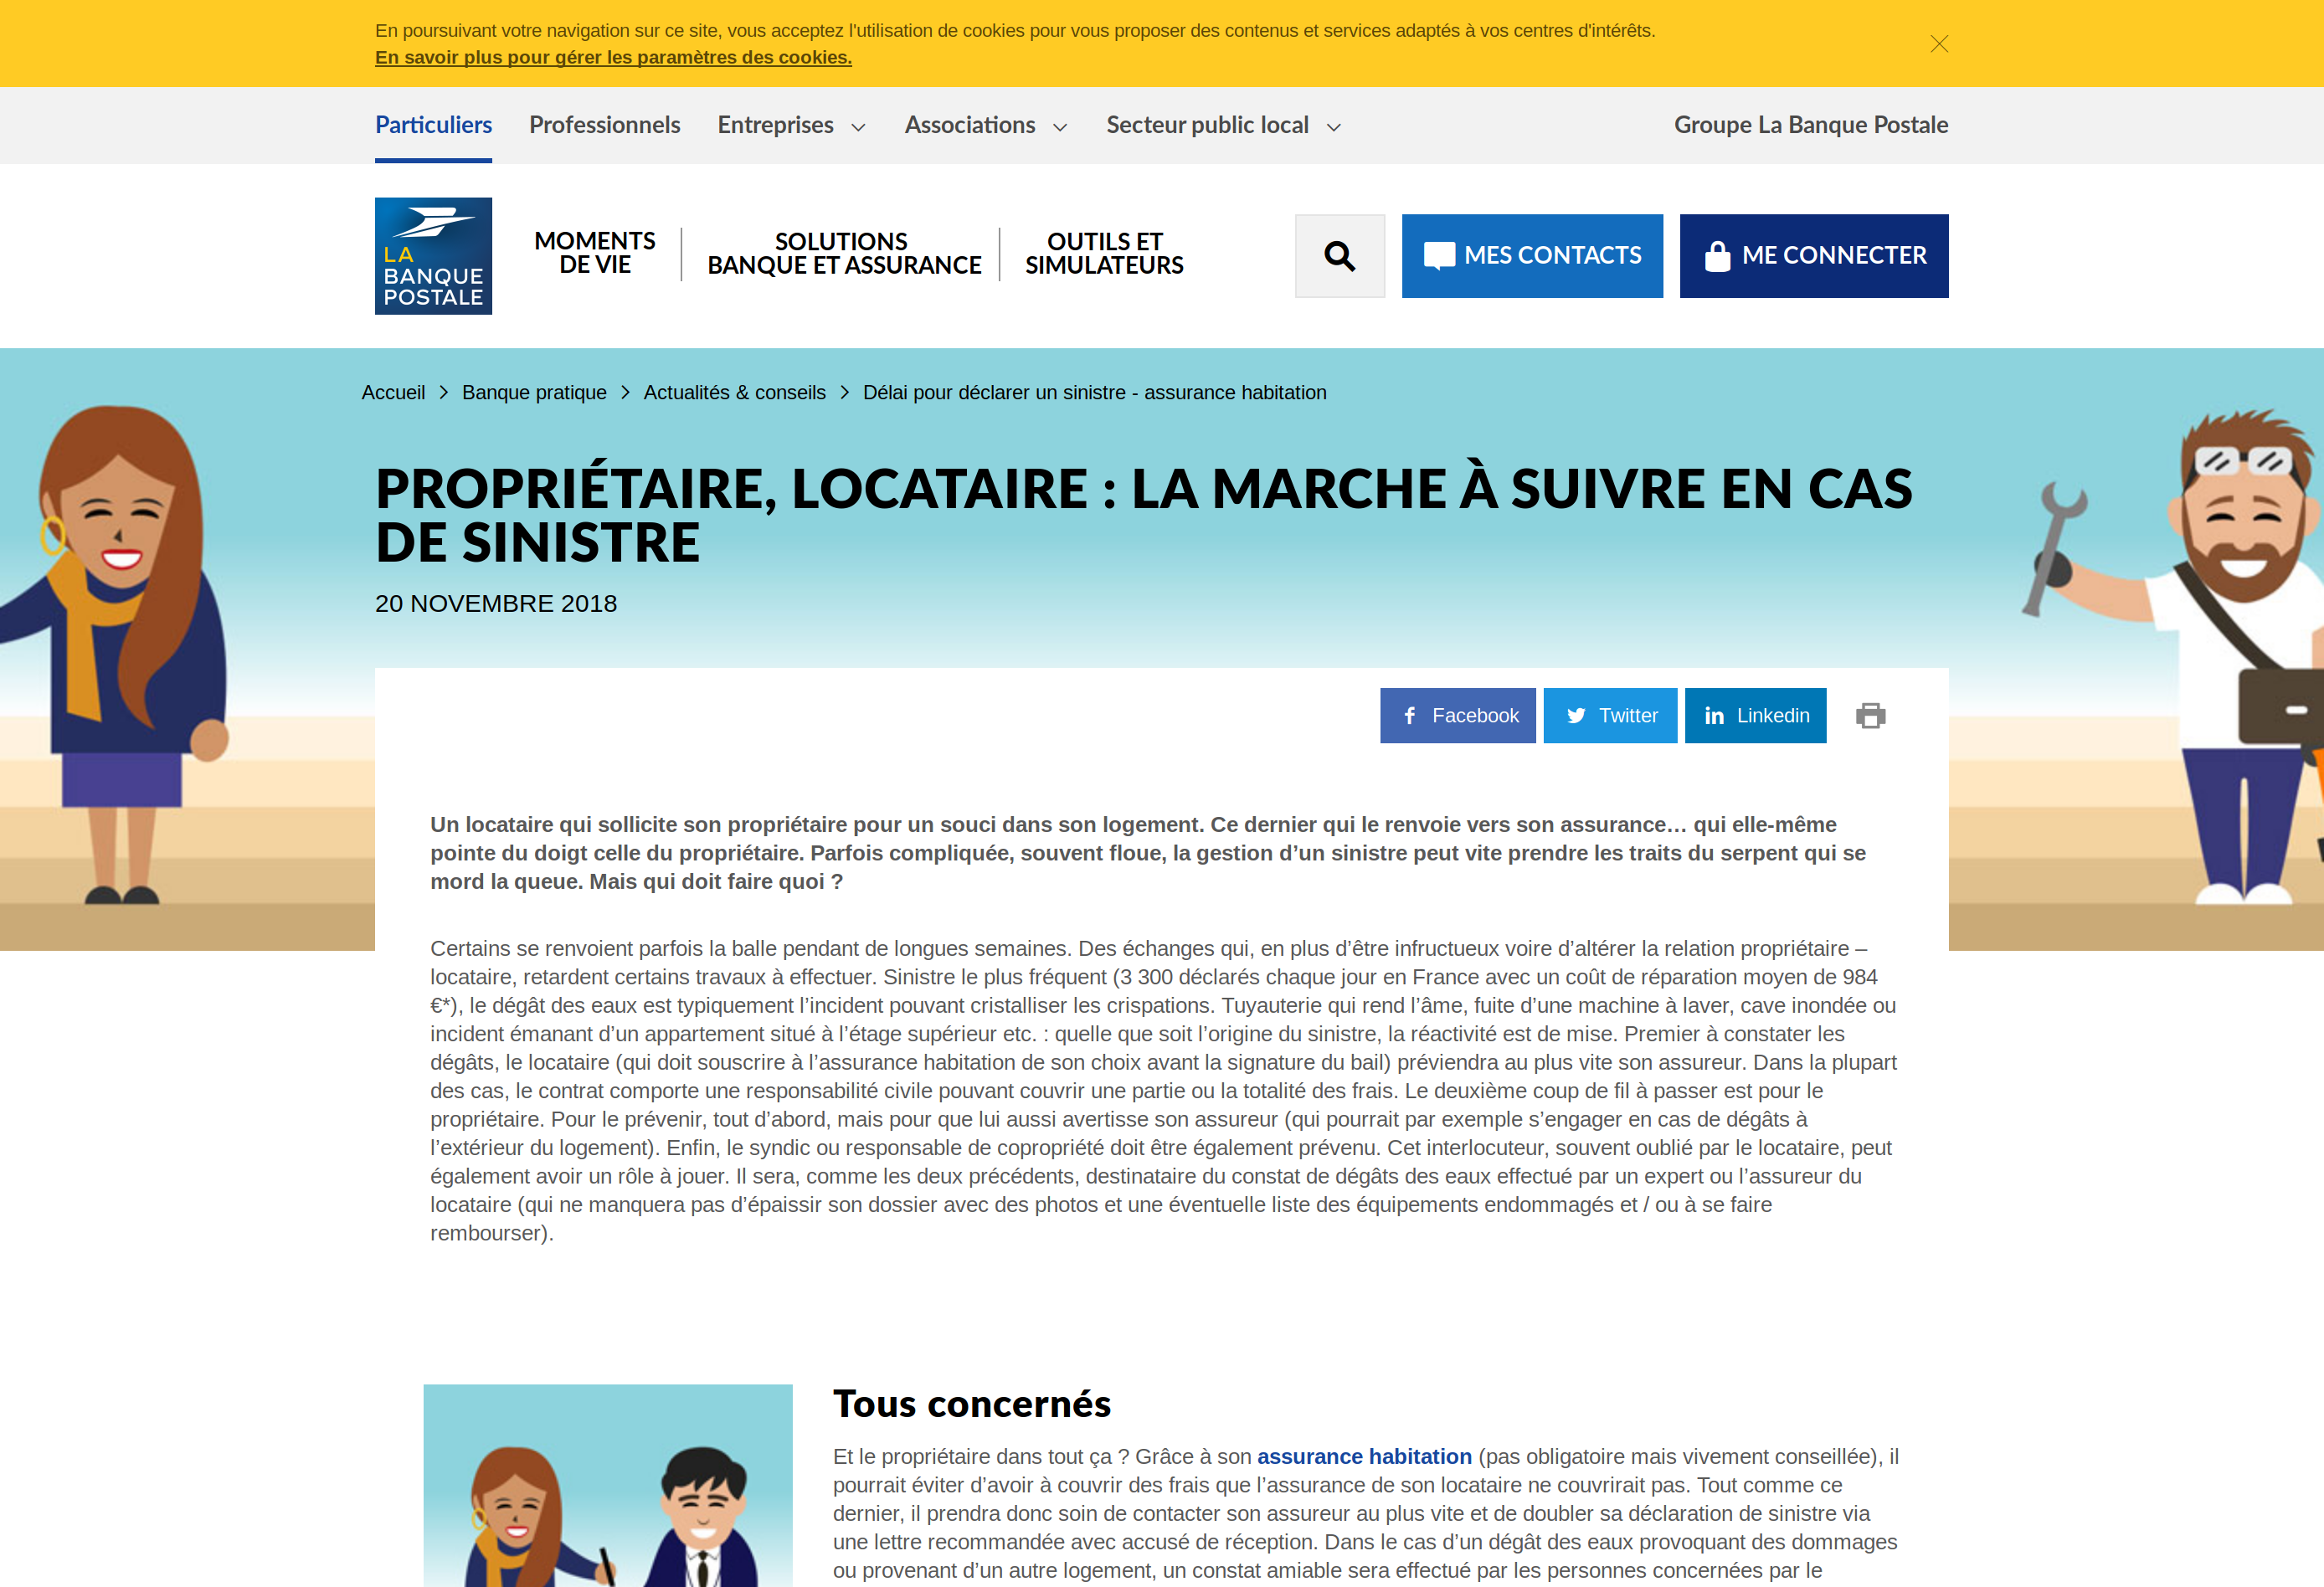 En poursuivant votre navigation sur ce site, vous acceptez l'utilisation de cookies pour vous proposer des contenus et services adaptés à vos centres d'intérêts.
En savoir plus pour gérer les paramètres des cookies.
Particuliers Professionnels Entreprises Associations Secteur public local Groupe La Banque Postale
LA
BANQUE
POSTALE
MOMENTS
DE VIE
SOLUTIONS
BANQUE ET ASSURANCE
OUTILS ET
SIMULATEURS
MES CONTACTS
ME CONNECTER
Accueil Banque pratique Actualités & conseils Délai pour déclarer un sinistre - assurance habitation
PROPRIÉTAIRE, LOCATAIRE : LA MARCHE À SUIVRE EN CAS
DE SINISTRE
20 NOVEMBRE 2018
Facebook Twitter Linkedin
Un locataire qui sollicite son propriétaire pour un souci dans son logement. Ce dernier qui le renvoie vers son assurance… qui elle-même
pointe du doigt celle du propriétaire. Parfois compliquée, souvent floue, la gestion d’un sinistre peut vite prendre les traits du serpent qui se
mord la queue. Mais qui doit faire quoi ?
Certains se renvoient parfois la balle pendant de longues semaines. Des échanges qui, en plus d’être infructueux voire d’altérer la relation propriétaire –
locataire, retardent certains travaux à effectuer. Sinistre le plus fréquent (3 300 déclarés chaque jour en France avec un coût de réparation moyen de 984
€*), le dégât des eaux est typiquement l’incident pouvant cristalliser les crispations. Tuyauterie qui rend l’âme, fuite d’une machine à laver, cave inondée ou
incident émanant d’un appartement situé à l’étage supérieur etc. : quelle que soit l’origine du sinistre, la réactivité est de mise. Premier à constater les
dégâts, le locataire (qui doit souscrire à l’assurance habitation de son choix avant la signature du bail) préviendra au plus vite son assureur. Dans la plupart
des cas, le contrat comporte une responsabilité civile pouvant couvrir une partie ou la totalité des frais. Le deuxième coup de fil à passer est pour le
propriétaire. Pour le prévenir, tout d’abord, mais pour que lui aussi avertisse son assureur (qui pourrait par exemple s’engager en cas de dégâts à
l’extérieur du logement). Enfin, le syndic ou responsable de copropriété doit être également prévenu. Cet interlocuteur, souvent oublié par le locataire, peut
également avoir un rôle à jouer. Il sera, comme les deux précédents, destinataire du constat de dégâts des eaux effectué par un expert ou l’assureur du
locataire (qui ne manquera pas d’épaissir son dossier avec des photos et une éventuelle liste des équipements endommagés et / ou à se faire
rembourser).
Tous concernés
Et le propriétaire dans tout ça ? Grâce à son assurance habitation (pas obligatoire mais vivement conseillée), il
pourrait éviter d’avoir à couvrir des frais que l’assurance de son locataire ne couvrirait pas. Tout comme ce
dernier, il prendra donc soin de contacter son assureur au plus vite et de doubler sa déclaration de sinistre via
une lettre recommandée avec accusé de réception. Dans le cas d’un dégât des eaux provoquant des dommages
ou provenant d’un autre logement, un constat amiable sera effectué par les personnes concernées par le